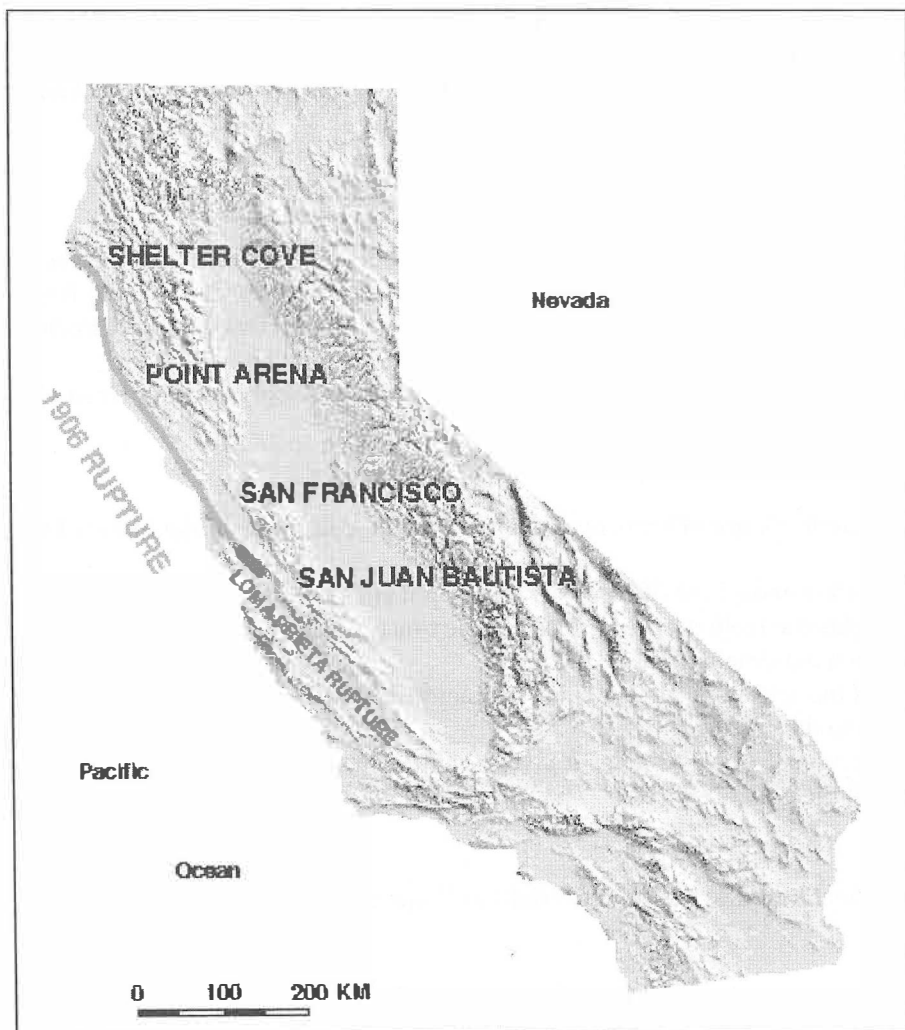 SHELTER COVE
Nevada
POINT ARENA
1906 RUPTURE
SAN FRANCISCO
SAN JUAN BAUTISTA
LOMA PRIETA RUPTURE
Pacific
Ocean
0 100 200 KM